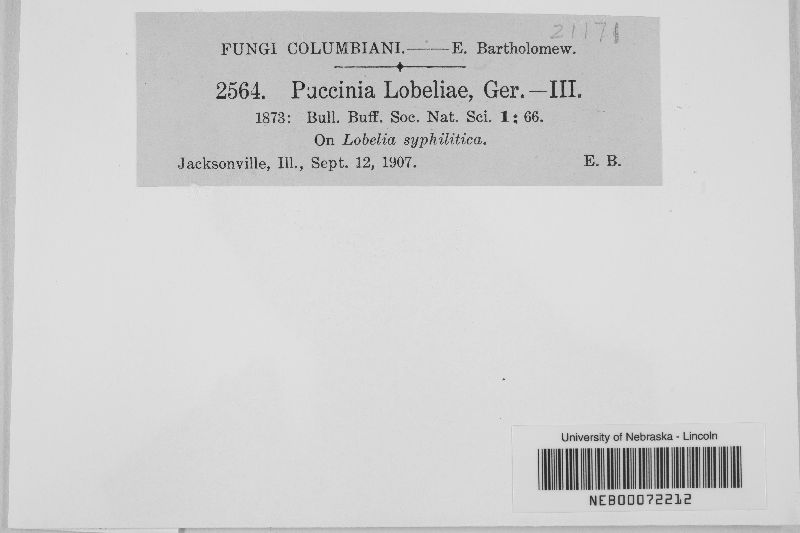 21171
FUNGI COLUMBIANI.——E. Bartholomew.
2564. Puccinia Lobeliae, Ger.—III.
1873: Bull. Buff. Soc. Nat. Sci. 1: 66.
On Lobelia syphilitica.
Jacksonville, Ill., Sept. 12, 1907. E. B.
University of Nebraska - Lincoln
NEB00072212